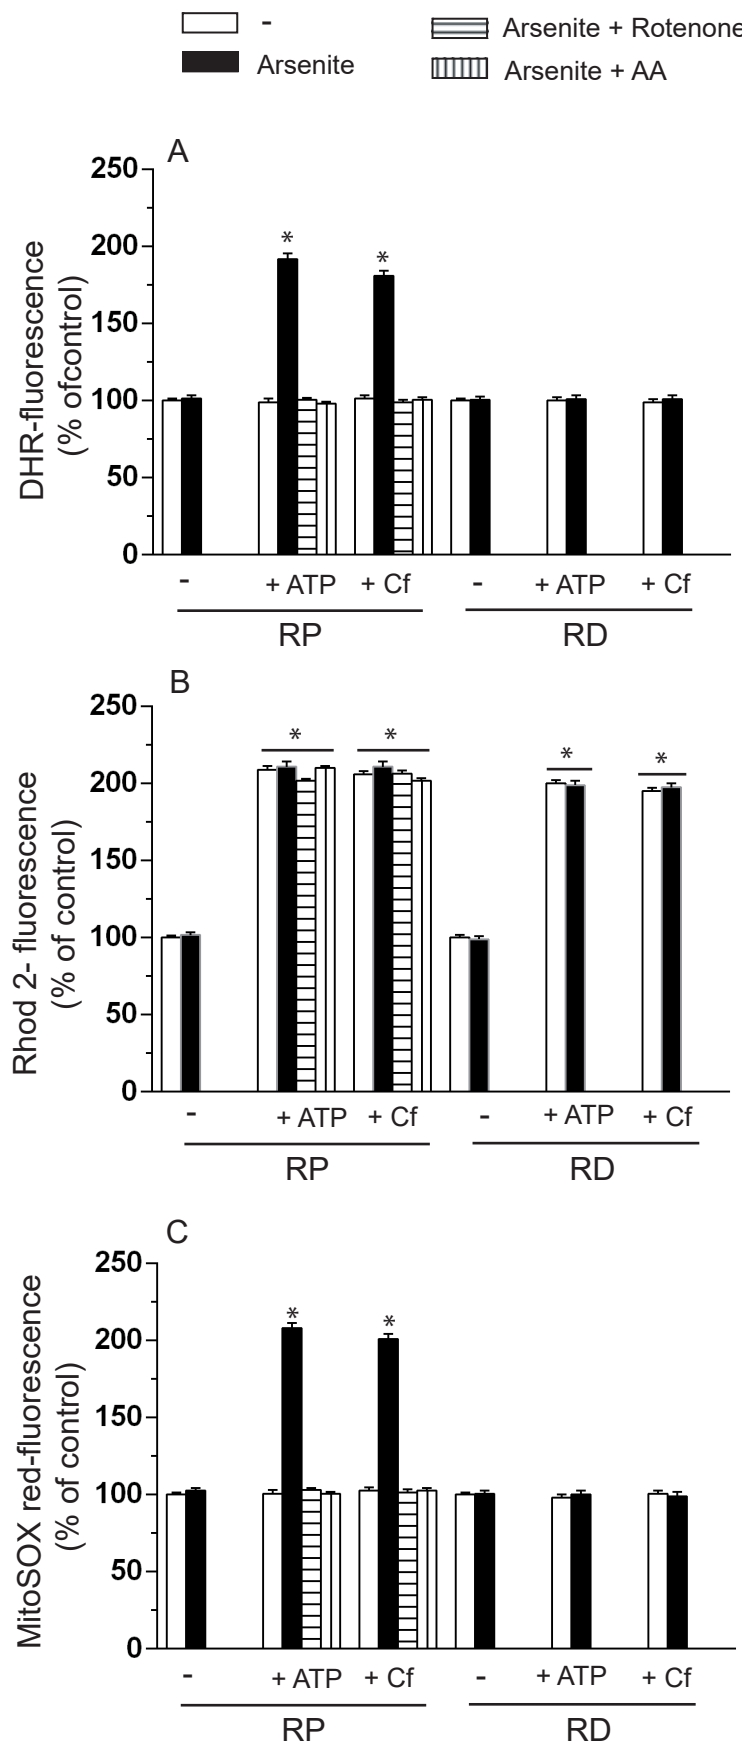 -
Arsenite
Arsenite + Rotenone
Arsenite + AA
A
DHR-fluorescence
(% ofcontrol)
250
200
150
100
50
0
*
*
- + ATP + Cf - + ATP + Cf
RP RD
B
Rhod 2- fluorescence
(% of control)
250
200
150
100
50
0
* * * *
- + ATP + Cf - + ATP + Cf
RP RD
C
MitoSOX red-fluorescence
(% of control)
250
200
150
100
50
0
* *
- + ATP + Cf - + ATP + Cf
RP RD